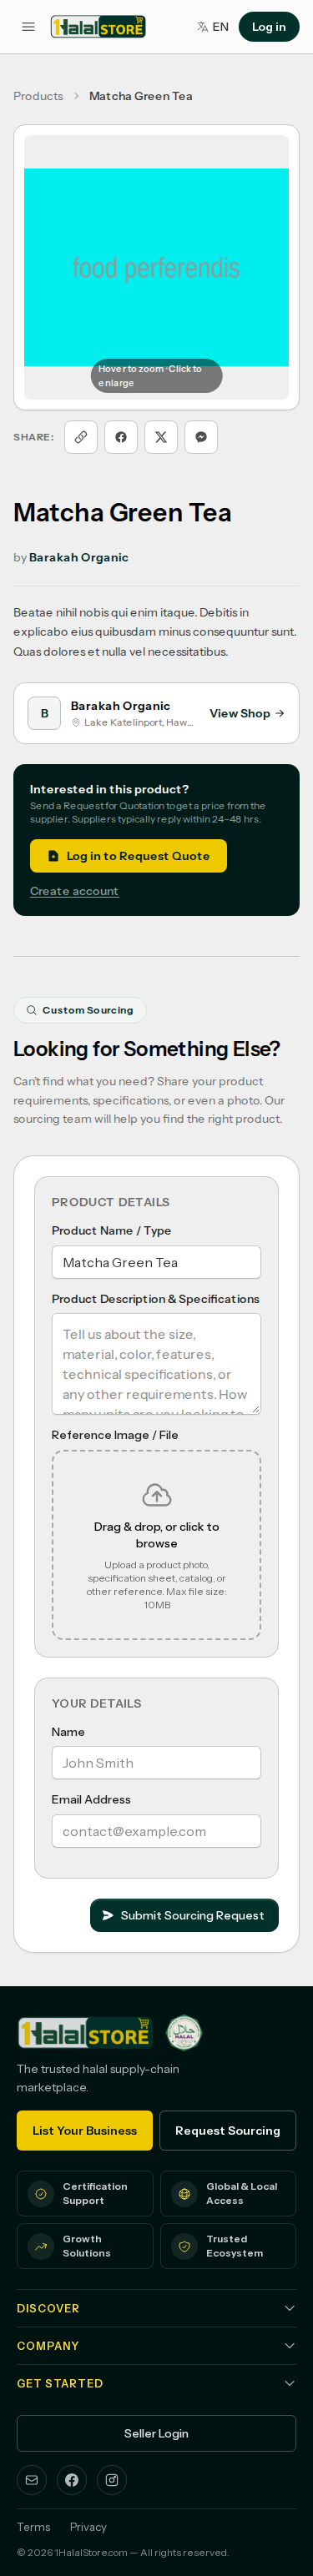 1HalalSTORE
EN
Log in
Products
Matcha Green Tea
food perferendis
Hover to zoom · Click to
enlarge
SHARE:
Matcha Green Tea
by Barakah Organic
Beatae nihil nobis qui enim itaque. Debitis in
explicabo eius quibusdam minus consequuntur sunt.
Quas dolores et nulla vel necessitatibus.
B
Barakah Organic
Lake Katelinport, Haw...
View Shop →
Interested in this product?
Send a Request for Quotation to get a price from the
supplier. Suppliers typically reply within 24–48 hrs.
Log in to Request Quote
Create account
Custom Sourcing
Looking for Something Else?
Can't find what you need? Share your product
requirements, specifications, or even a photo. Our
sourcing team will help you find the right product.
PRODUCT DETAILS
Product Name / Type
Matcha Green Tea
Product Description & Specifications
Tell us about the size,
material, color, features,
technical specifications, or
any other requirements. How
many units are you looking to
Reference Image / File
Drag & drop, or click to
browse
Upload a product photo,
specification sheet, catalog, or
other reference. Max file size:
10MB
YOUR DETAILS
Name
John Smith
Email Address
contact@example.com
Submit Sourcing Request
1HalalSTORE
HALAL
The trusted halal supply-chain
marketplace.
List Your Business
Request Sourcing
Certification
Support
Global & Local
Access
Growth
Solutions
Trusted
Ecosystem
DISCOVER
COMPANY
GET STARTED
Seller Login
Terms
Privacy
© 2026 1HalalStore.com — All rights reserved.